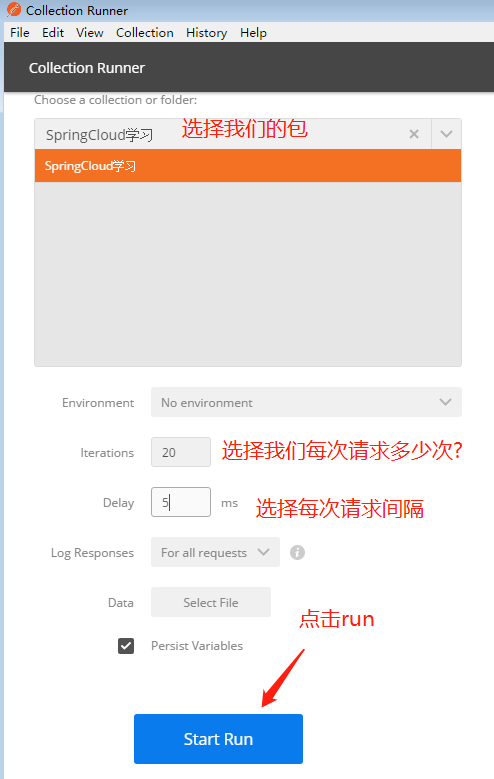 Collection Runner
File Edit View Collection History Help
Collection Runner
Choose a collection or folder:
SpringCloud学习 选择我们的包
SpringCloud学习
Environment No environment
Iterations 20 选择我们每次请求多少次?
Delay 5 ms 选择每次请求间隔
Log Responses For all requests
Data Select File
点击run
Persist Variables
Start Run